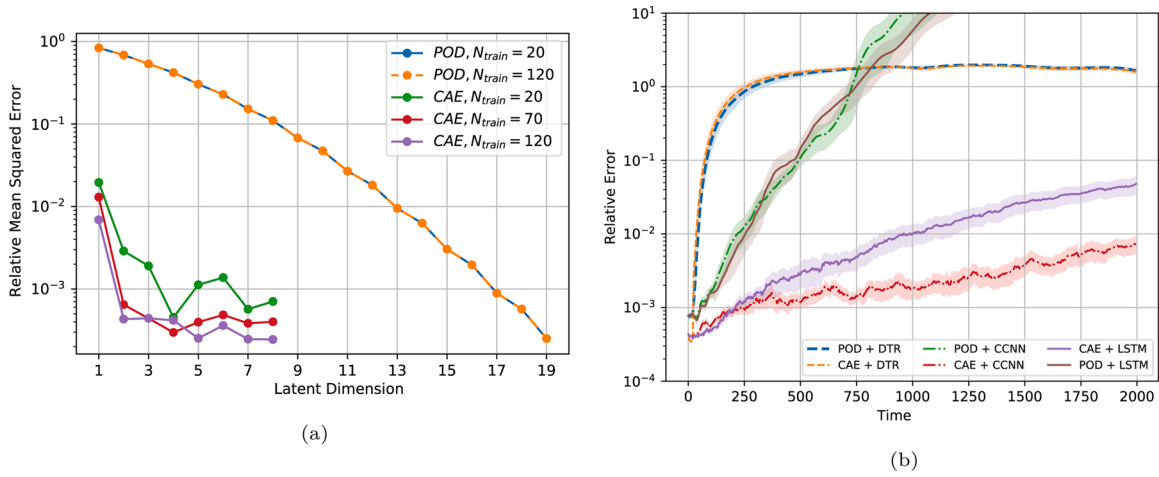 Relative Mean Squared Error
10⁰
10⁻¹
10⁻²
10⁻³
POD, N_train = 20
POD, N_train = 120
CAE, N_train = 20
CAE, N_train = 70
CAE, N_train = 120
1 3 5 7 9 11 13 15 17 19
Latent Dimension
(a)
Relative Error
10¹
10⁰
10⁻¹
10⁻²
10⁻³
10⁻⁴
POD + DTR POD + CCNN CAE + LSTM
CAE + DTR CAE + CCNN POD + LSTM
0 250 500 750 1000 1250 1500 1750 2000
Time
(b)